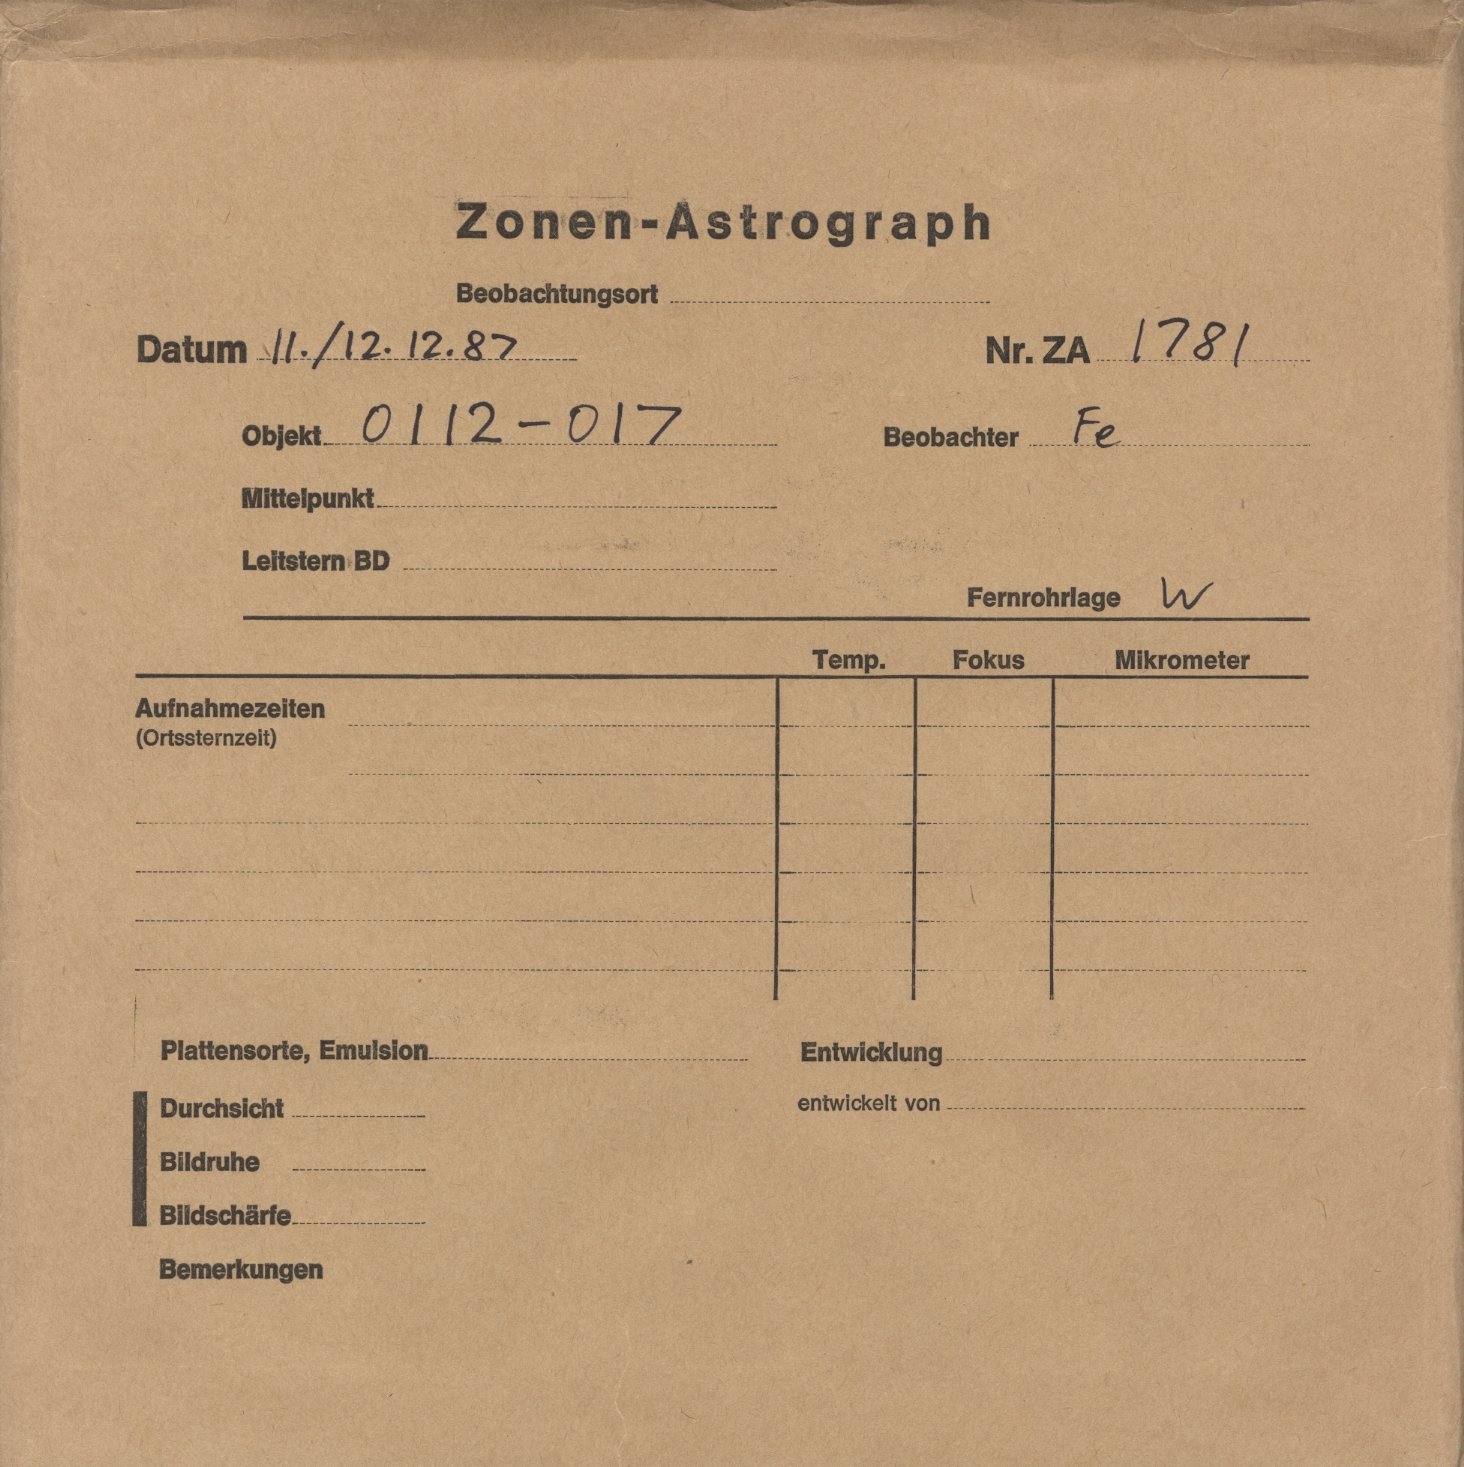 Zonen-Astrograph
Beobachtungsort
Datum 11./12.12.87 Nr. ZA 1781
Objekt 0112-017 Beobachter Fe
Mittelpunkt
Leitstern BD
Fernrohrlage W
Temp. Fokus Mikrometer
Aufnahmezeiten
(Ortssternzeit)
Plattensorte, Emulsion Entwicklung
Durchsicht entwickelt von
Bildruhe
Bildschärfe
Bemerkungen